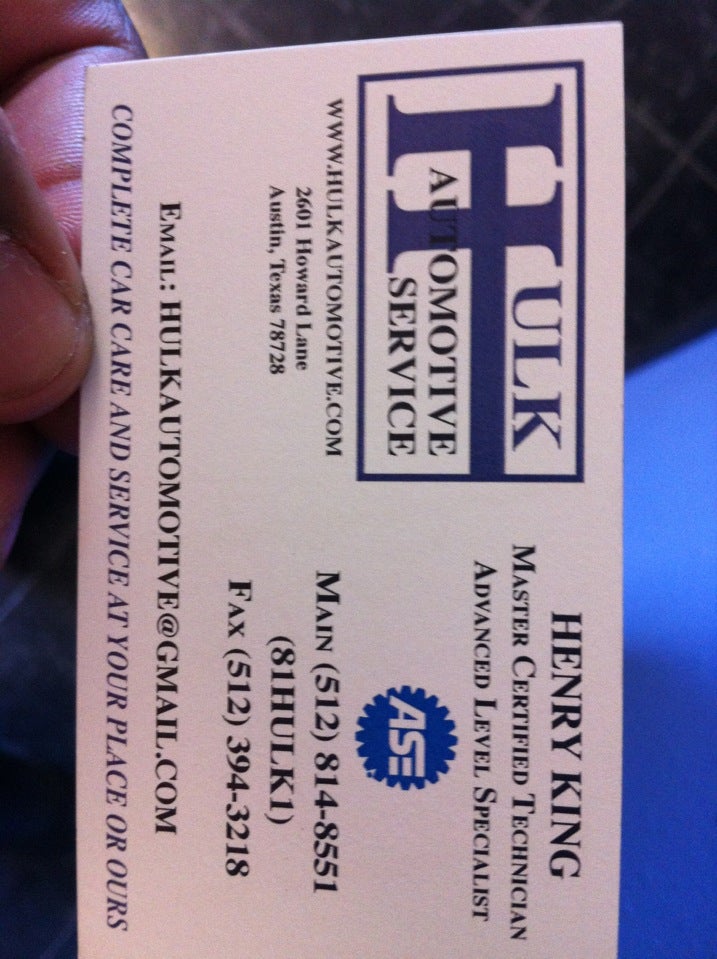 HULK
AUTOMOTIVE
SERVICE
WWW.HULKAUTOMOTIVE.COM
2601 Howard Lane
Austin, Texas 78728
HENRY KING
MASTER CERTIFIED TECHNICIAN
ADVANCED LEVEL SPECIALIST
ASE
MAIN (512) 814-8551
(81HULK1)
FAX (512) 394-3218
EMAIL: HULKAUTOMOTIVE@GMAIL.COM
COMPLETE CAR CARE AND SERVICE AT YOUR PLACE OR OURS